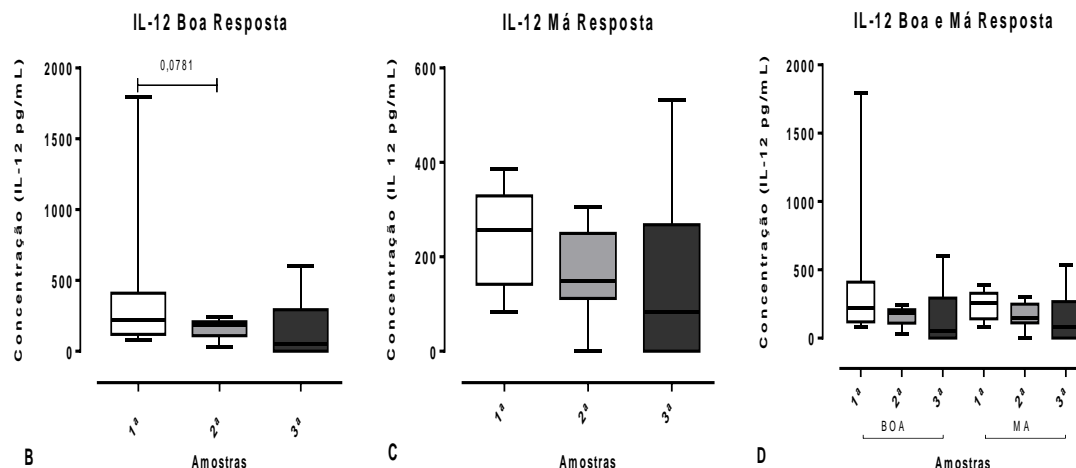 IL-12 Boa Resposta
Concentração (IL-12 pg/mL)
2000
1500
1000
500
0
0,0781
1ª
2ª
3ª
B
Amostras
IL-12 Má Resposta
Concentração (IL 12 pg/mL)
600
400
200
0
1ª
2ª
3ª
C
Amostras
IL-12 Boa e Má Resposta
Concentração (IL-12 pg/mL)
2000
1500
1000
500
0
1ª
2ª
3ª
1ª
2ª
3ª
BOA
MA
D
Amostras